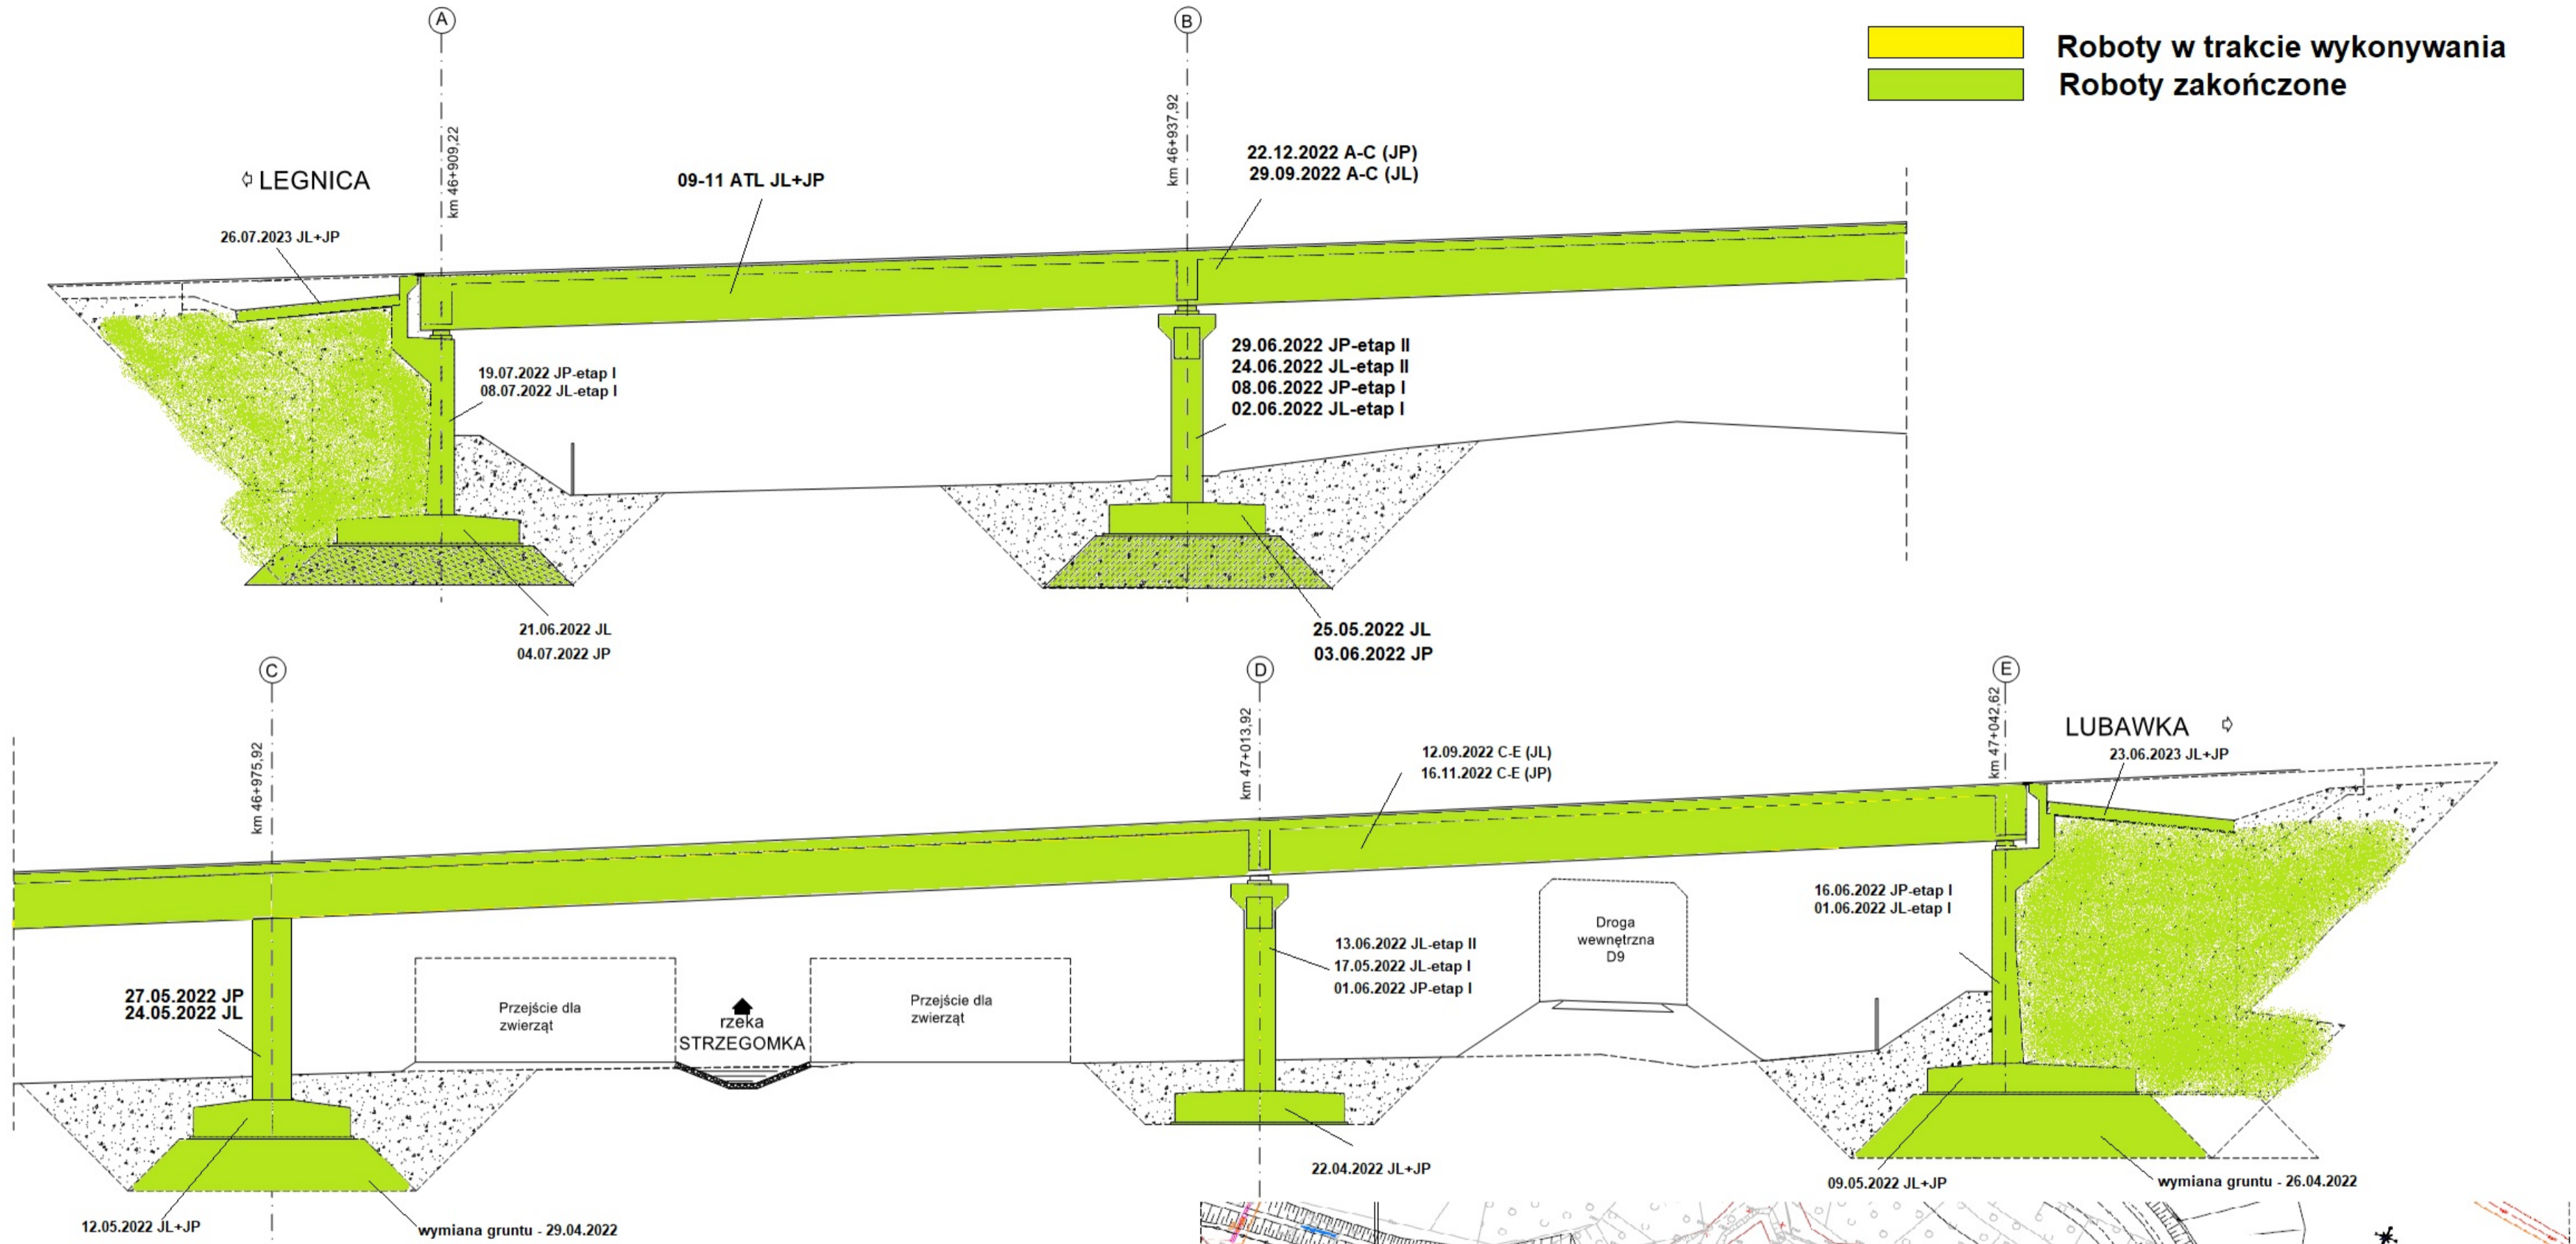 A
B
Roboty w trakcie wykonywania
Roboty zakończone
km 46+909,22
km 46+937,92
22.12.2022 A-C (JP)
29.09.2022 A-C (JL)
LEGNICA
09-11 ATL JL+JP
26.07.2023 JL+JP
29.06.2022 JP-etap II
24.06.2022 JL-etap II
08.06.2022 JP-etap I
02.06.2022 JL-etap I
19.07.2022 JP-etap I
08.07.2022 JL-etap I
21.06.2022 JL
04.07.2022 JP
25.05.2022 JL
03.06.2022 JP
C
D
E
km 46+975,92
km 47+013,92
km 47+042,62
LUBAWKA
23.06.2023 JL+JP
12.09.2022 C-E (JL)
16.11.2022 C-E (JP)
16.06.2022 JP-etap I
01.06.2022 JL-etap I
Droga
wewnętrzna
D9
13.06.2022 JL-etap II
17.05.2022 JL-etap I
01.06.2022 JP-etap I
27.05.2022 JP
24.05.2022 JL
Przejście dla
zwierząt
rzeka
STRZEGOMKA
Przejście dla
zwierząt
22.04.2022 JL+JP
09.05.2022 JL+JP
wymiana gruntu - 26.04.2022
12.05.2022 JL+JP
wymiana gruntu - 29.04.2022